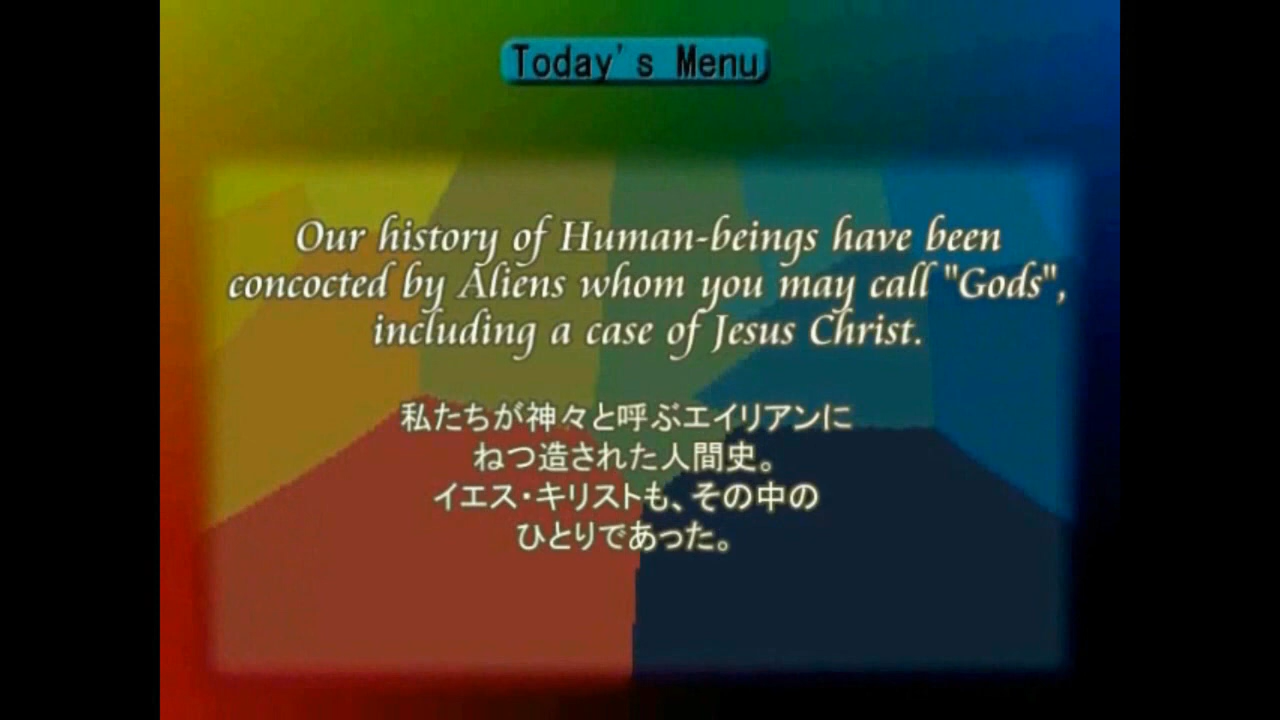 Today's Menu
Our history of Human-beings have been
concocted by Aliens whom you may call "Gods",
including a case of Jesus Christ.
私たちが神々と呼ぶエイリアンに
ねつ造された人間史。
イエス・キリストも、その中の
ひとりであった。